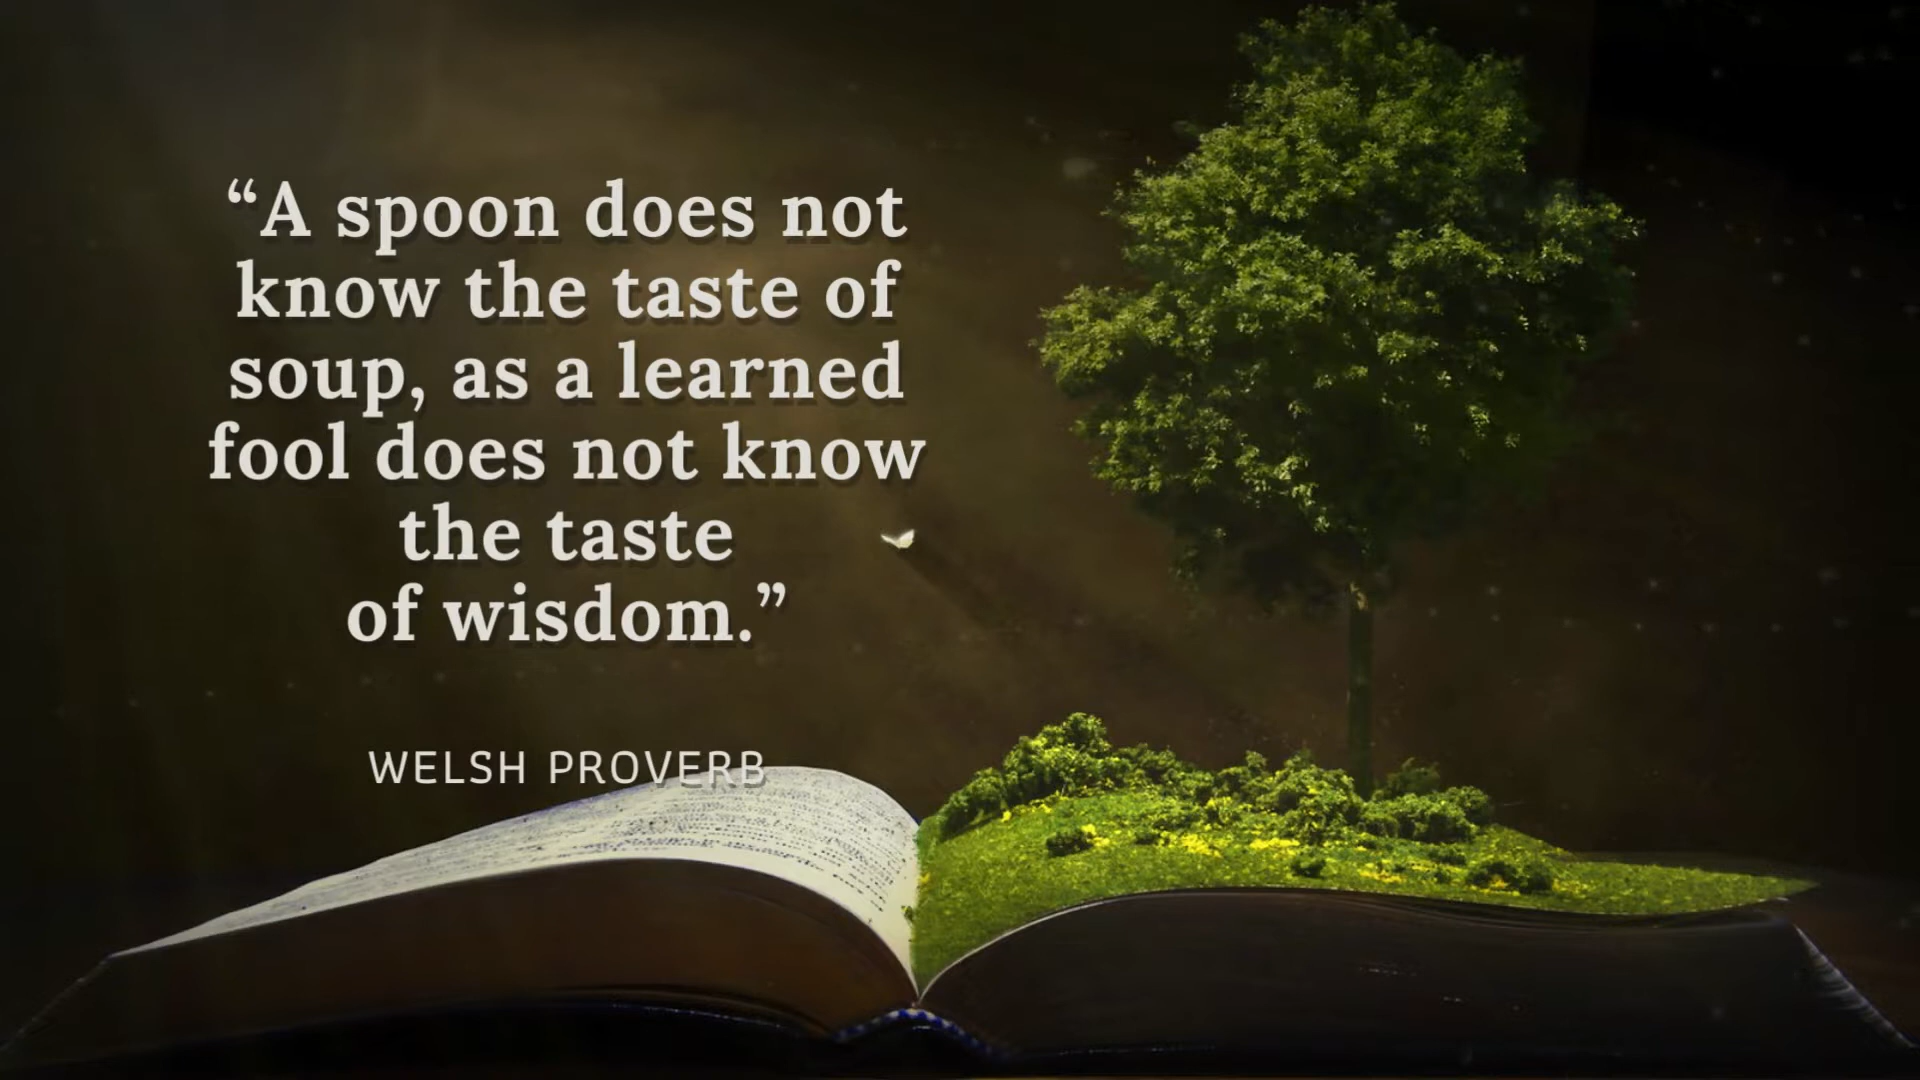 “A spoon does not
know the taste of
soup, as a learned
fool does not know
the taste
of wisdom.”
WELSH PROVERB